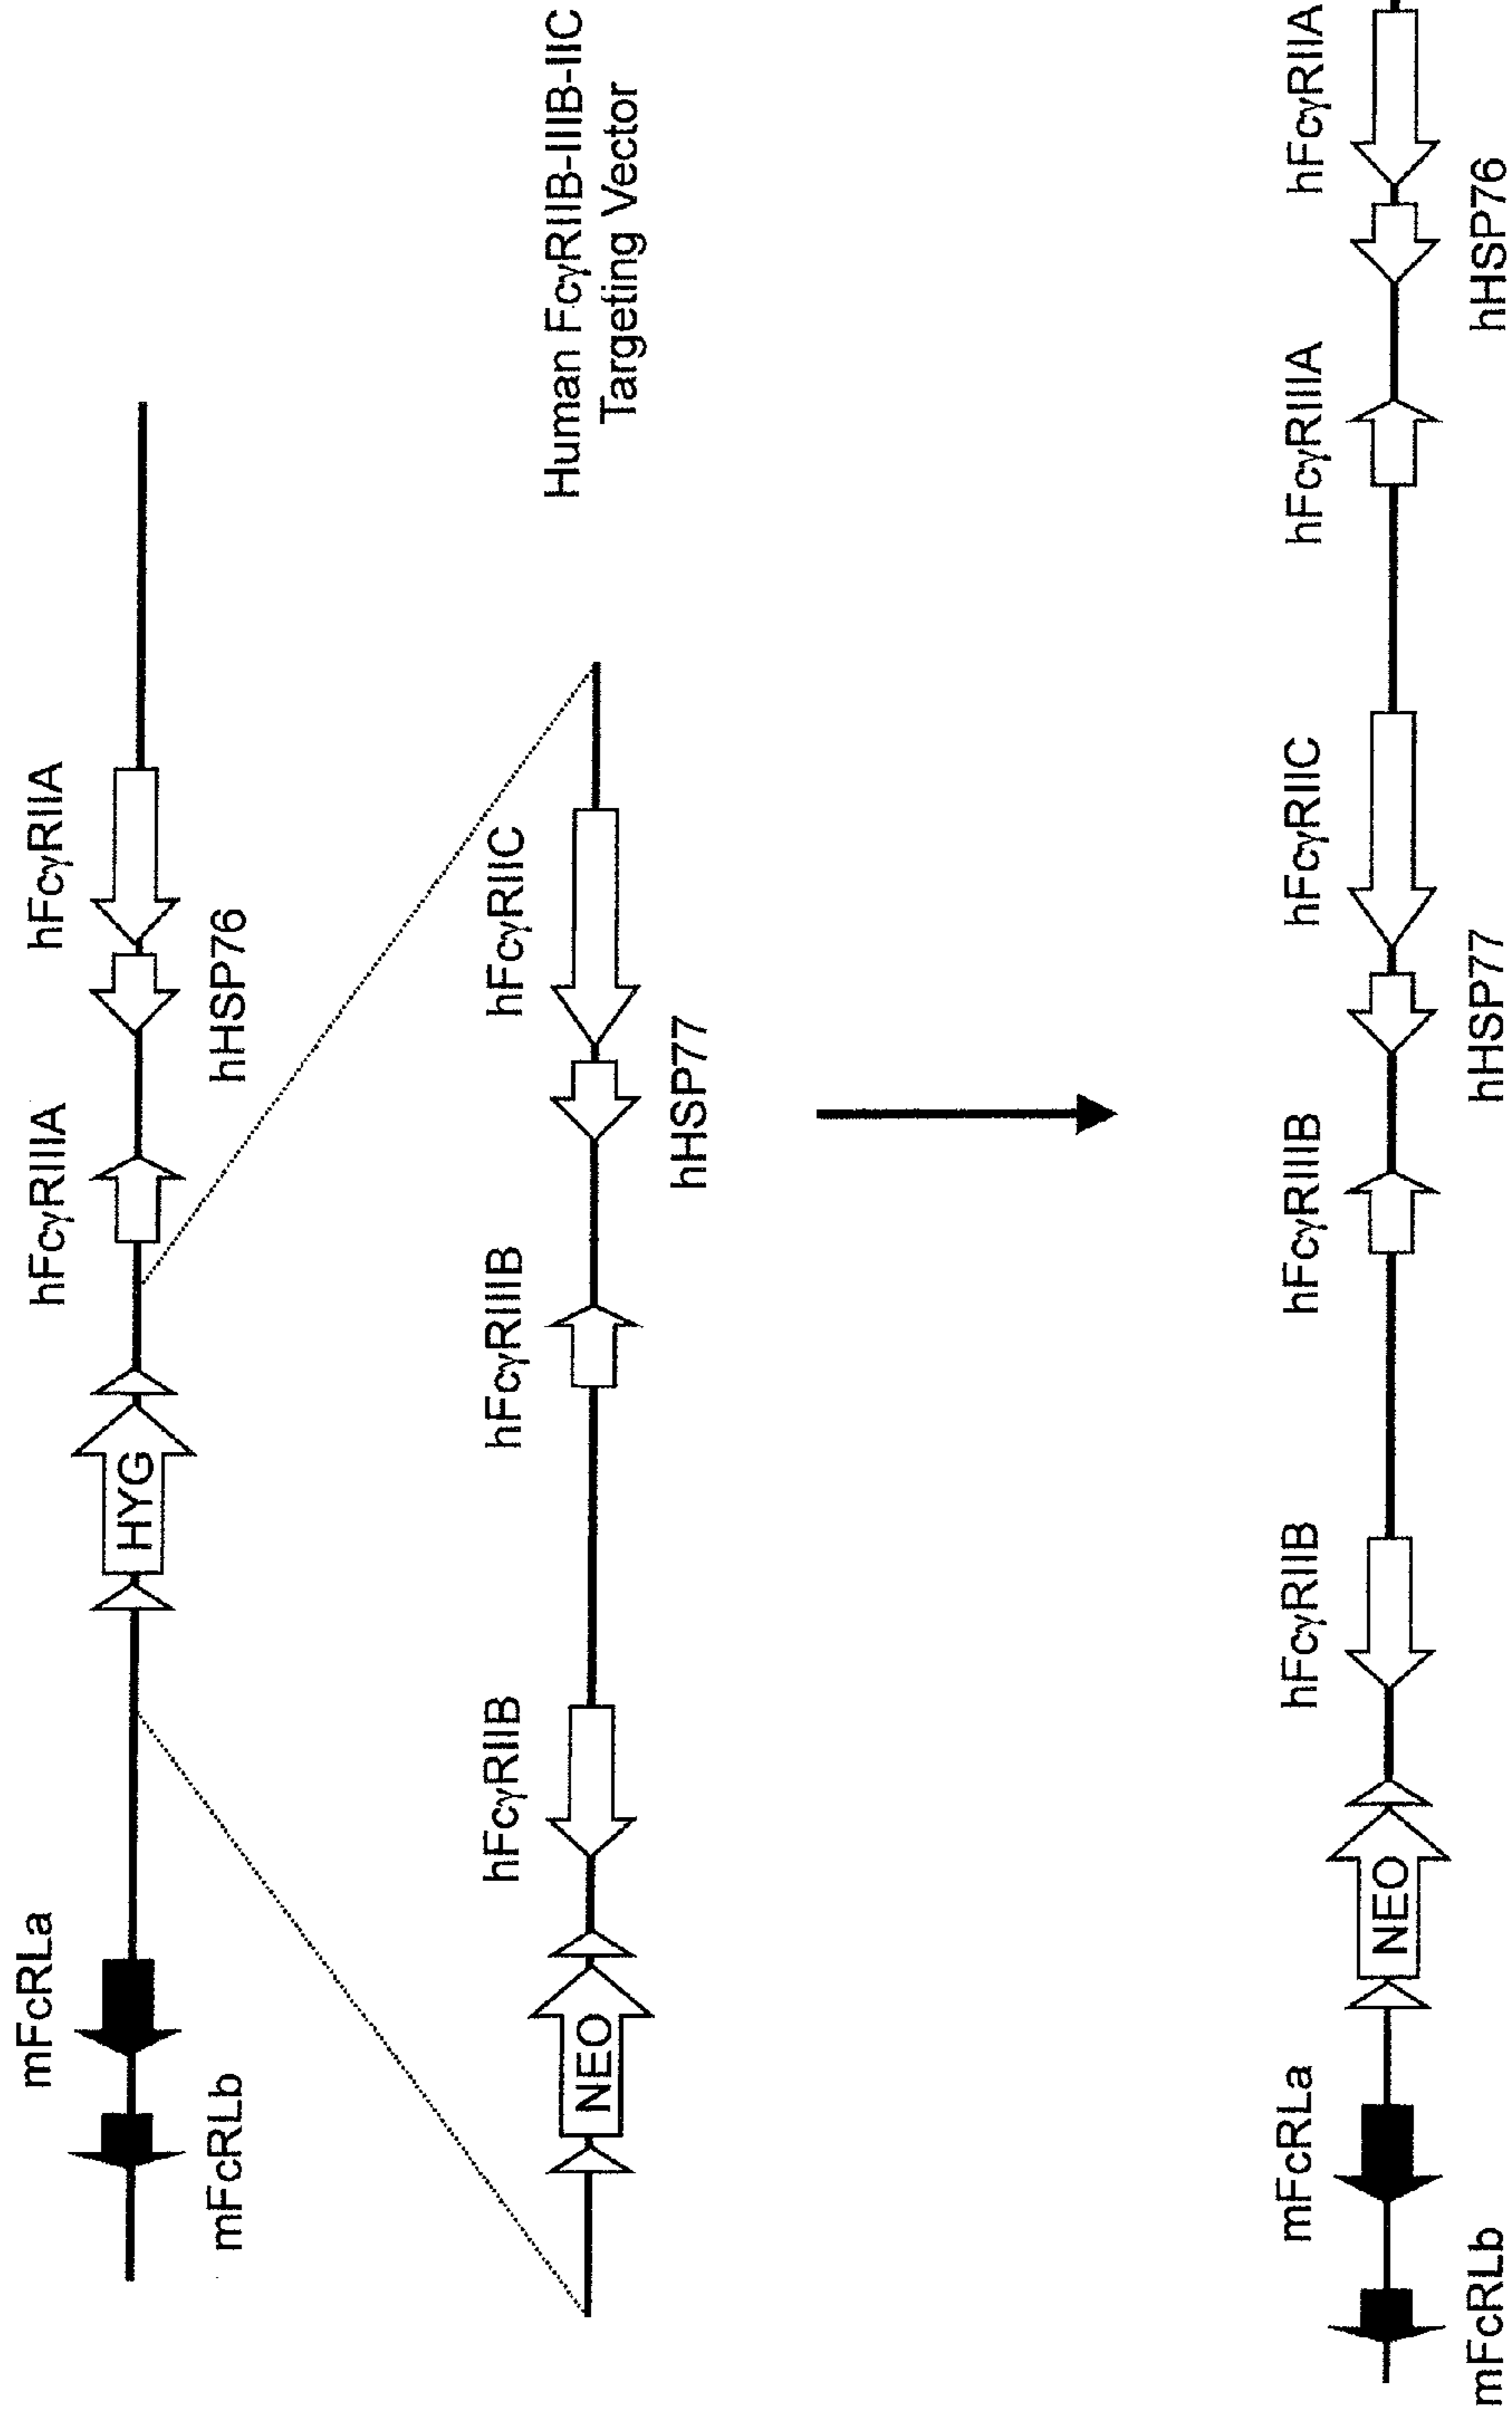 mFcRLa
hFcγRIIIA
hFcγRIIA
HYG
mFcRLb
hHSP76
Human FcγRIIB-IIIB-IIC
Targeting Vector
hFcγRIIB
hFcγRIIIB
hFcγRIIC
NEO
hHSP77
mFcRLa
hFcγRIIB
hFcγRIIIB
hFcγRIIC
hFcγRIIIA
hFcγRIIA
NEO
mFcRLb
hHSP77
hHSP76